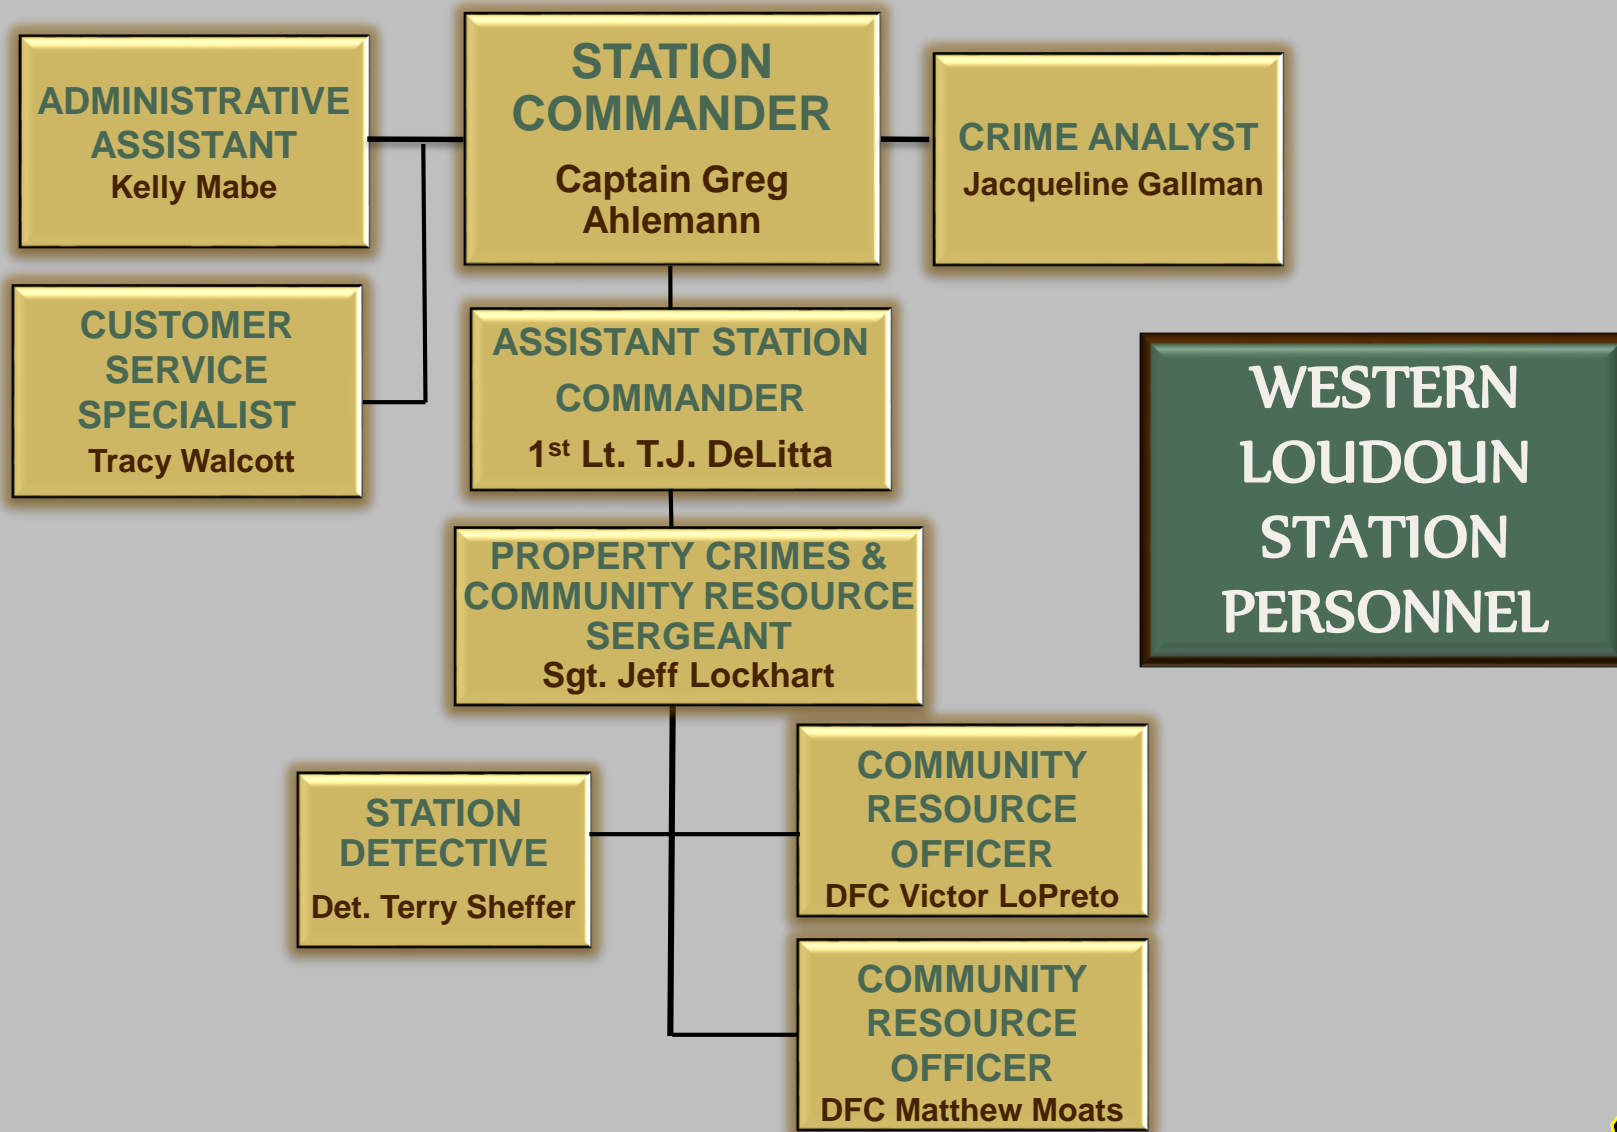 ADMINISTRATIVE
ASSISTANT
Kelly Mabe
STATION
COMMANDER
Captain Greg
Ahlemann
CRIME ANALYST
Jacqueline Gallman
CUSTOMER
SERVICE
SPECIALIST
Tracy Walcott
ASSISTANT STATION
COMMANDER
1st Lt. T.J. DeLitta
WESTERN
LOUDOUN
STATION
PERSONNEL
PROPERTY CRIMES &
COMMUNITY RESOURCE
SERGEANT
Sgt. Jeff Lockhart
STATION
DETECTIVE
Det. Terry Sheffer
COMMUNITY
RESOURCE
OFFICER
DFC Victor LoPreto
COMMUNITY
RESOURCE
OFFICER
DFC Matthew Moats